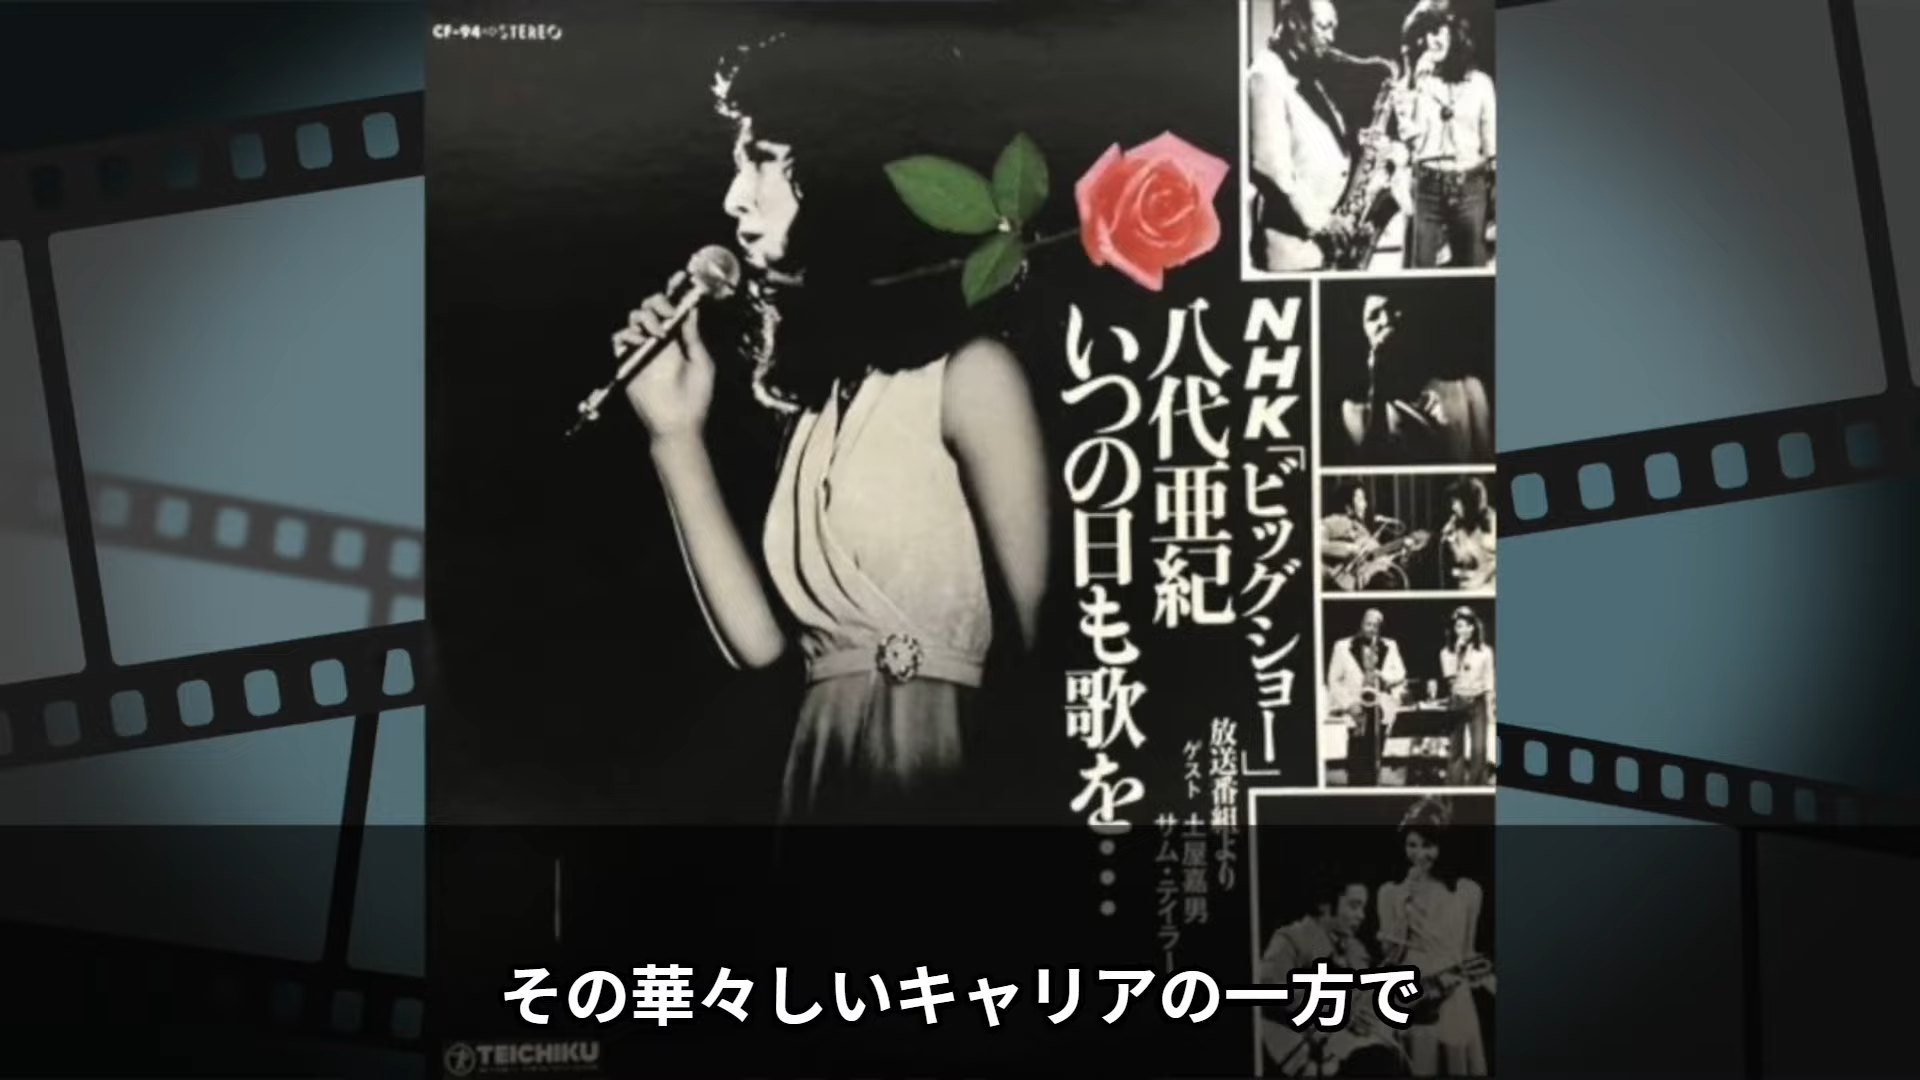 CF-94 STEREO
NHK「ビッグショー」
八代亜紀
いつの日も歌を・・・
放送番組より
ゲスト 土屋嘉男
サム・テイラー
その華々しいキャリアの一方で
TEICHIKU